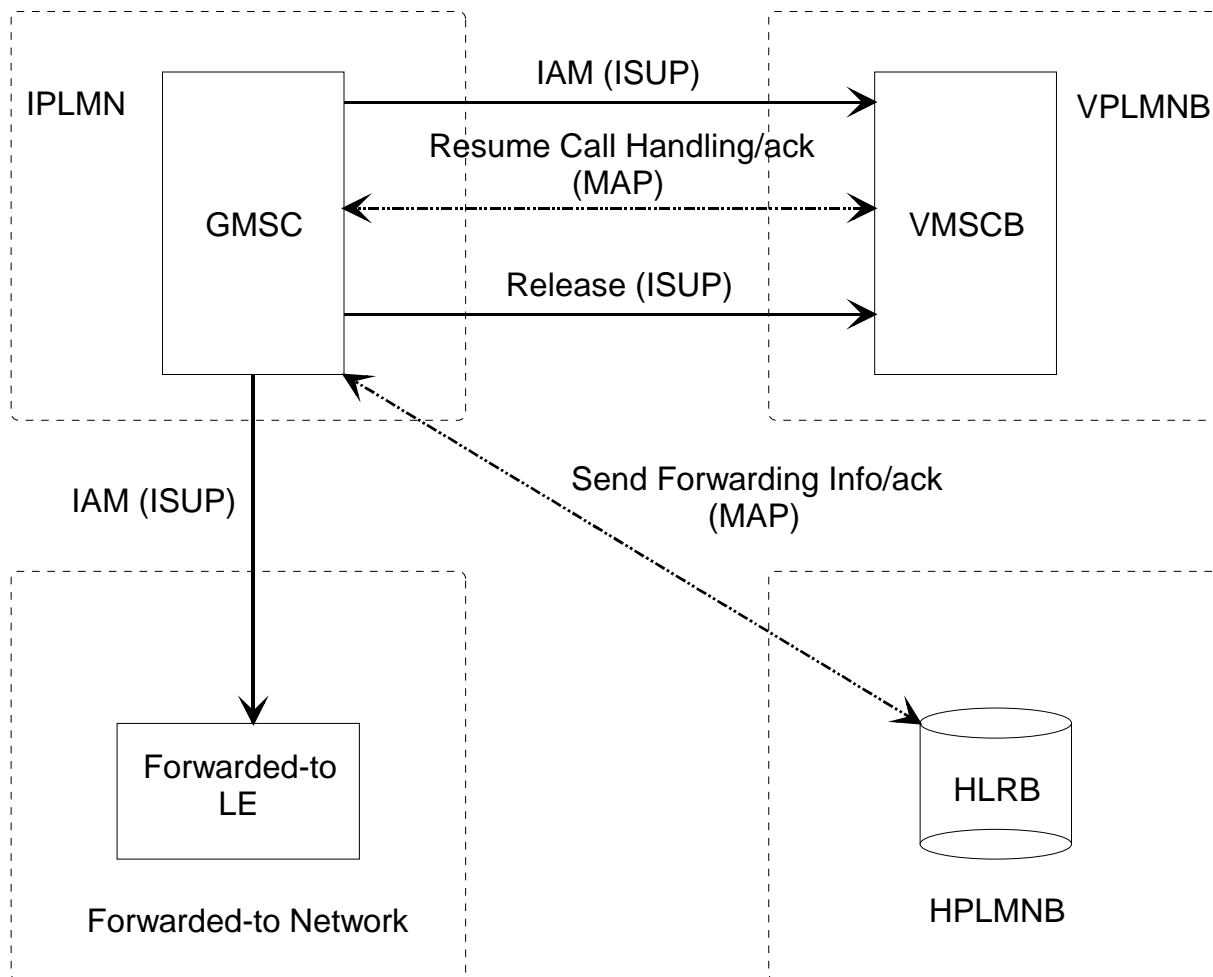 IAM (ISUP)
IPLMN
VPLMNB
Resume Call Handling/ack
(MAP)
GMSC
VMSCB
Release (ISUP)
Send Forwarding Info/ack
(MAP)
IAM (ISUP)
Forwarded-to
LE
HLRB
Forwarded-to Network
HPLMNB